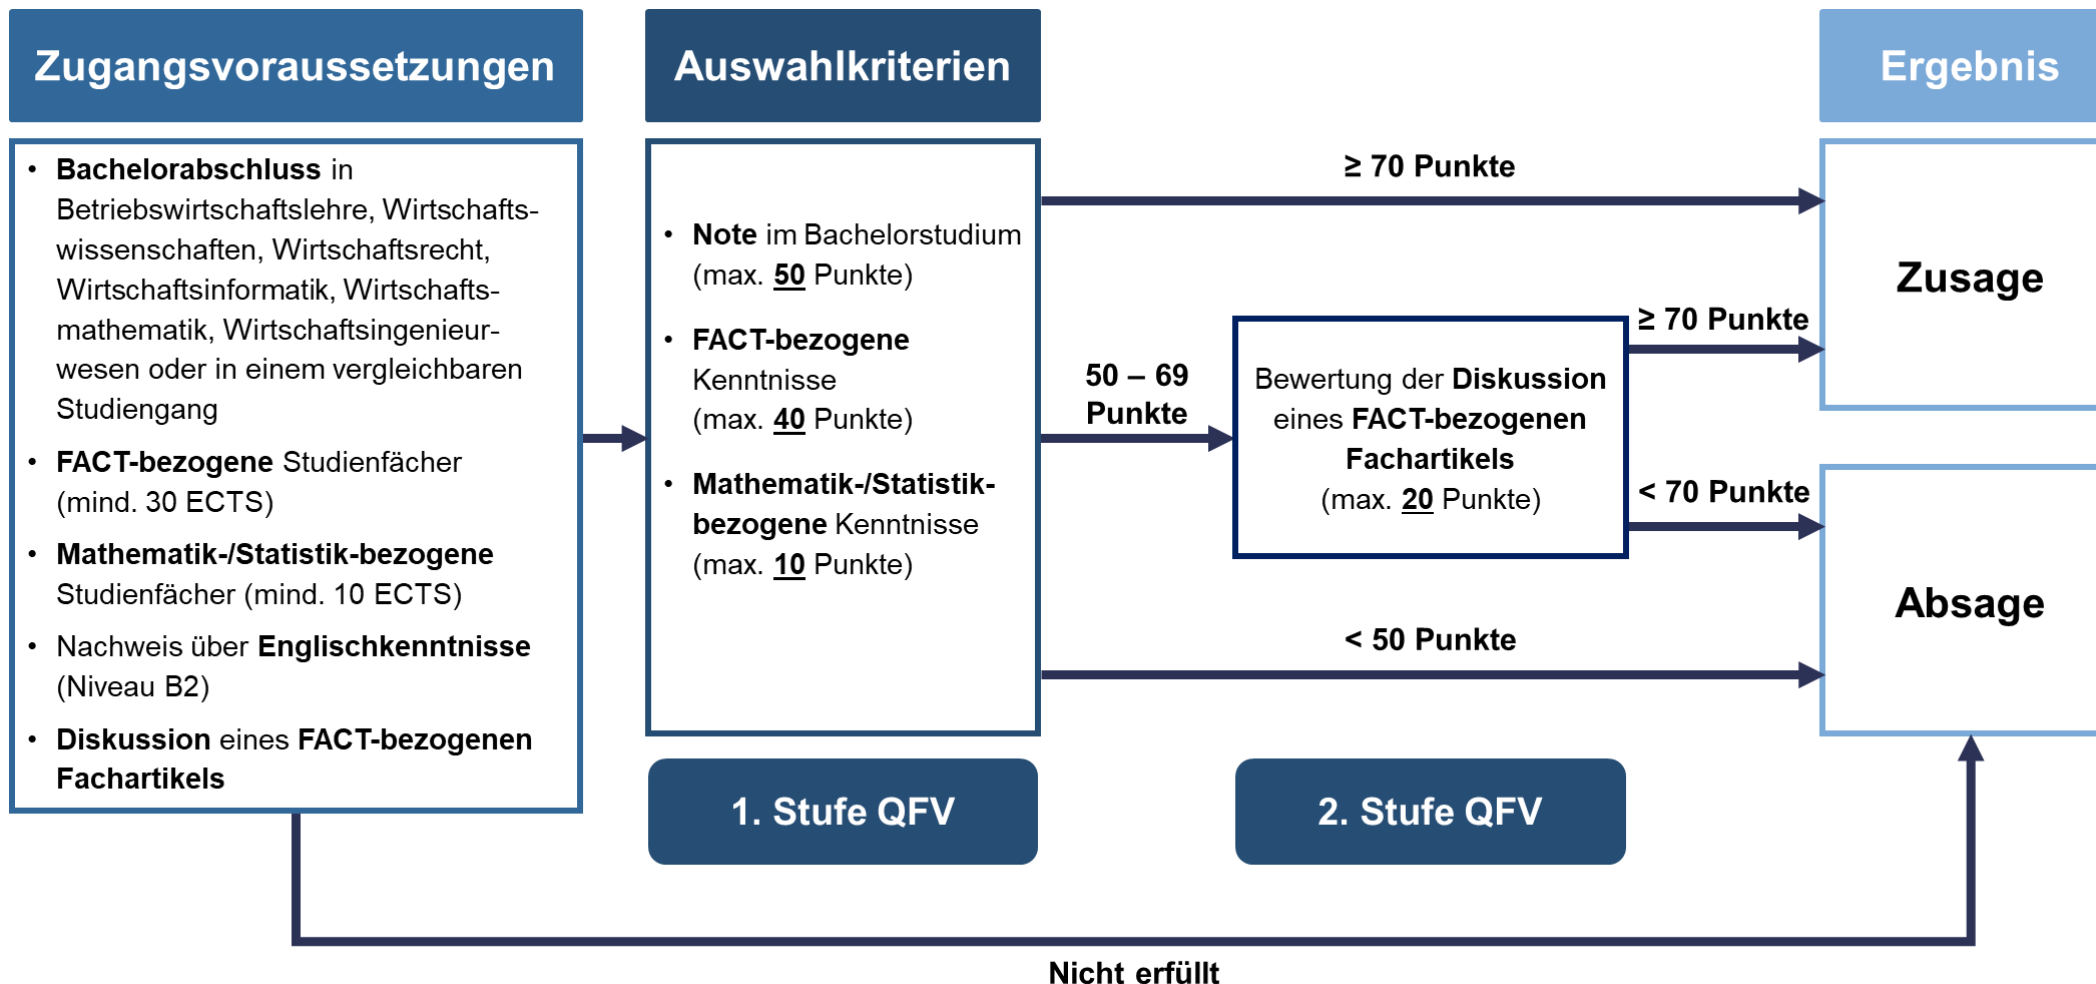 Zugangsvoraussetzungen
• Bachelorabschluss in
Betriebswirtschaftslehre, Wirtschafts-
wissenschaften, Wirtschaftsrecht,
Wirtschaftsinformatik, Wirtschafts-
mathematik, Wirtschaftsingenieur-
wesen oder in einem vergleichbaren
Studiengang
• FACT-bezogene Studienfächer
(mind. 30 ECTS)
• Mathematik-/Statistik-bezogene
Studienfächer (mind. 10 ECTS)
• Nachweis über Englischkenntnisse
(Niveau B2)
• Diskussion eines FACT-bezogenen
Fachartikels
Auswahlkriterien
• Note im Bachelorstudium
(max. 50 Punkte)
• FACT-bezogene
Kenntnisse
(max. 40 Punkte)
• Mathematik-/Statistik-
bezogene Kenntnisse
(max. 10 Punkte)
1. Stufe QFV
≥ 70 Punkte
50 – 69
Punkte
< 50 Punkte
Bewertung der Diskussion
eines FACT-bezogenen
Fachartikels
(max. 20 Punkte)
2. Stufe QFV
≥ 70 Punkte
< 70 Punkte
Ergebnis
Zusage
Absage
Nicht erfüllt